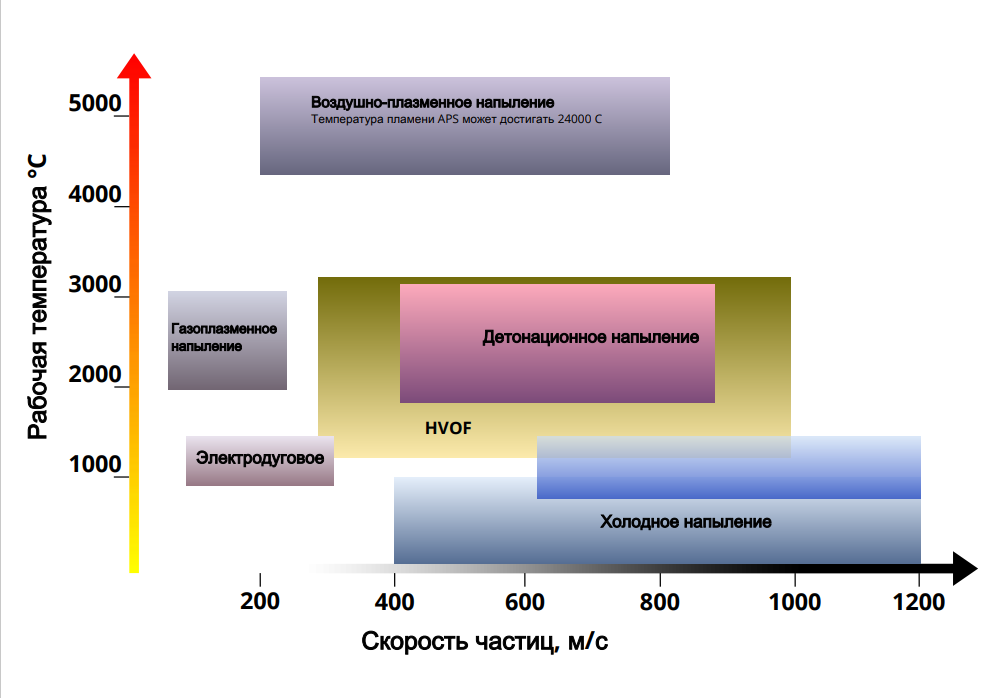 5000
Воздушно-плазменное напыление
Температура пламени APS может достигать 24000 С
4000
Рабочая температура °C
3000
Газоплазменное
напыление
Детонационное напыление
2000
HVOF
1000
Электродуговое
Холодное напыление
200
400
600
800
1000
1200
Скорость частиц, м/с